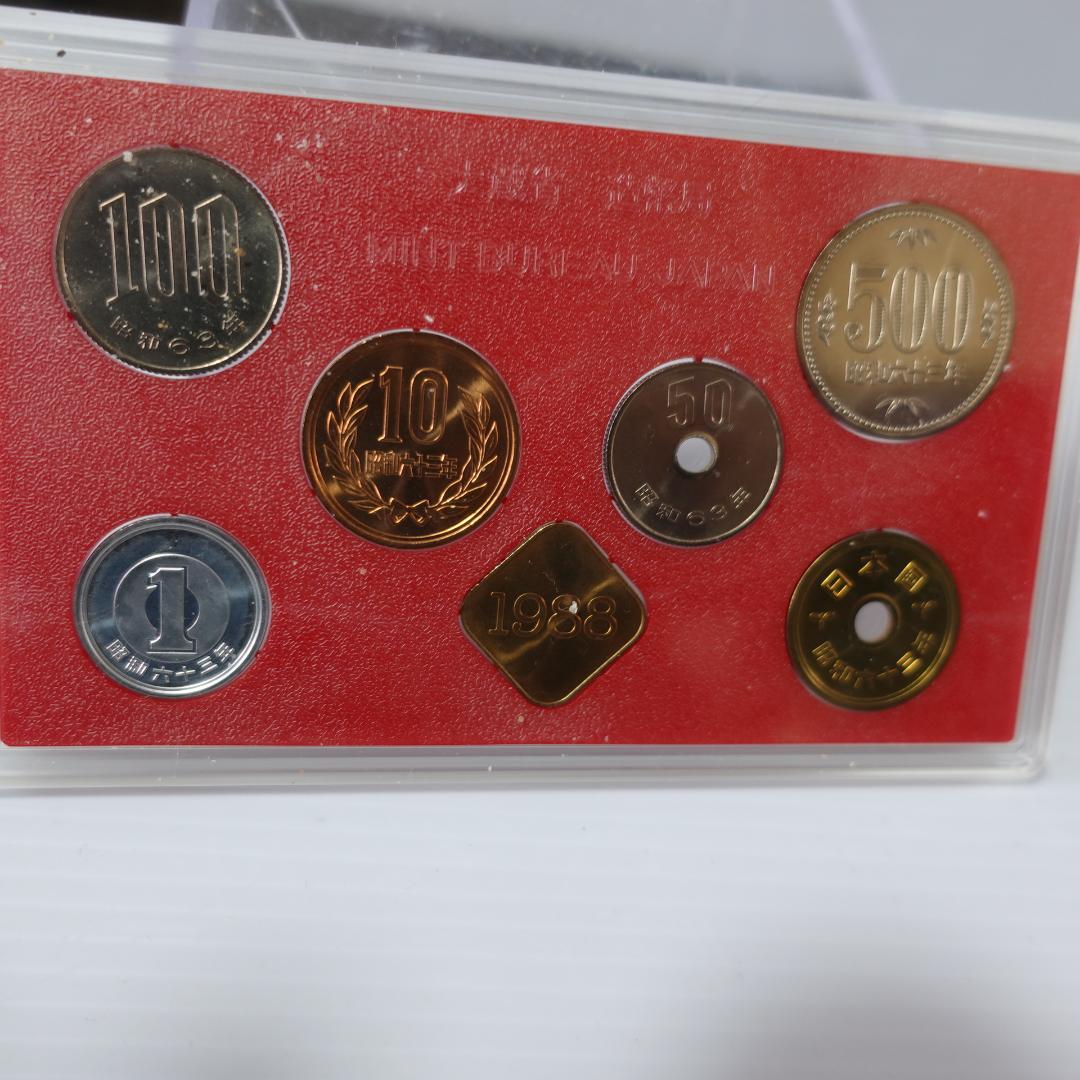 大蔵省 造幣局
MINT BUREAU, JAPAN
100
昭和63年
500
昭和六十三年
10
昭和六十三年
50
昭和63年
1
昭和六十三年
1988
日本国
昭和六十三年